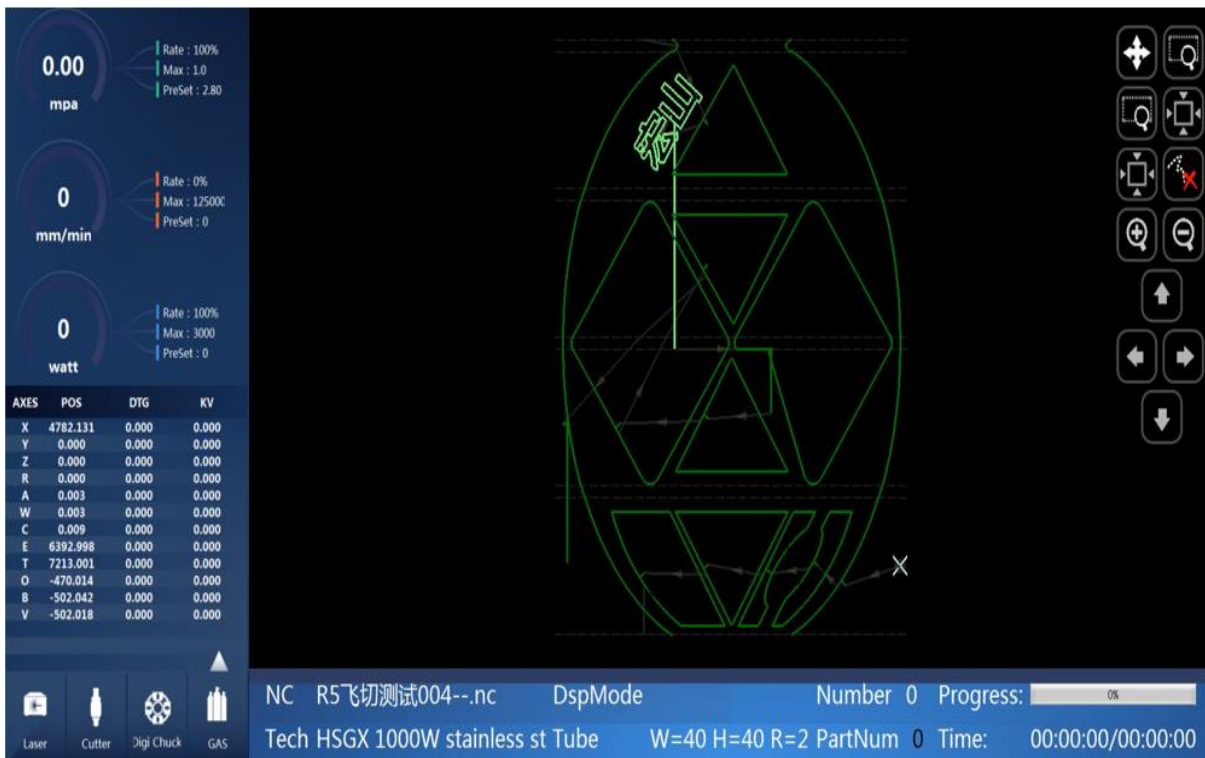 0.00
mpa
Rate : 100%
Max : 1.0
PreSet : 2.80
0
mm/min
Rate : 0%
Max : 12500
PreSet : 0
0
watt
Rate : 100%
Max : 3000
PreSet : 0
AXES POS DTG KV
X 4782.131 0.000 0.000
Y 0.000 0.000 0.000
Z 0.000 0.000 0.000
R 0.000 0.000 0.000
A 0.003 0.000 0.000
W 0.003 0.000 0.000
C 0.009 0.000 0.000
E 6392.998 0.000 0.000
T 7213.001 0.000 0.000
O -470.014 0.000 0.000
B -502.042 0.000 0.000
V -502.018 0.000 0.000
Laser Cutter Digi Chuck GAS
山
NC R5飞切测试004--.nc DspMode Number 0 Progress: 0%
Tech HSGX 1000W stainless st Tube W=40 H=40 R=2 PartNum 0 Time: 00:00:00/00:00:00